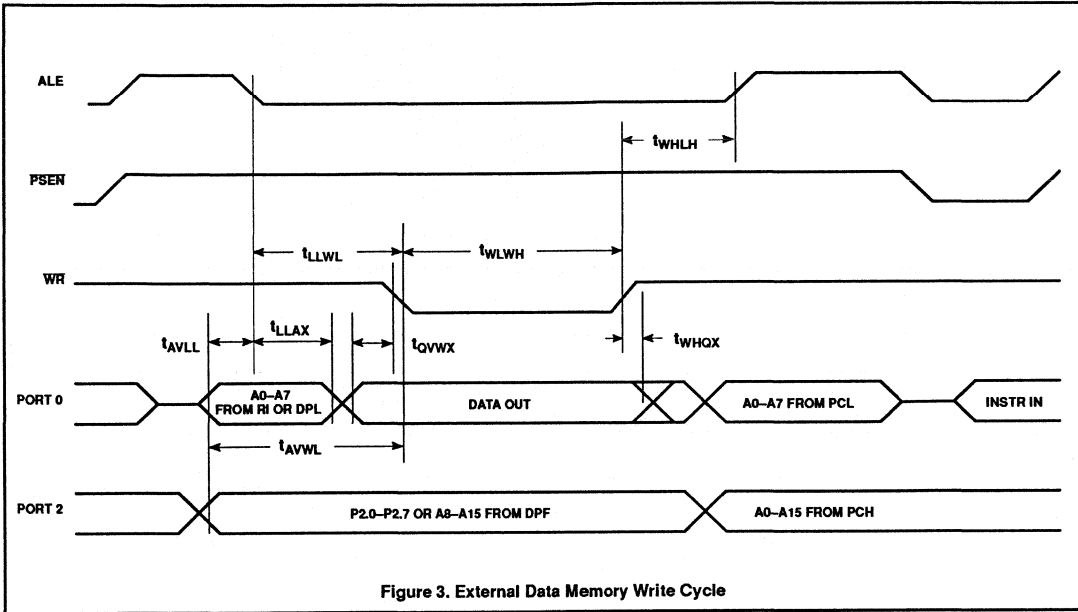 ALE
tWHLH
PSEN
tLLWL
tWLWH
WR
tAVLL
tLLAX
tQVWX
tWHQX
PORT 0
A0–A7
FROM RI OR DPL
DATA OUT
A0–A7 FROM PCL
INSTR IN
tAVWL
PORT 2
P2.0–P2.7 OR A8–A15 FROM DPF
A0–A15 FROM PCH
Figure 3. External Data Memory Write Cycle